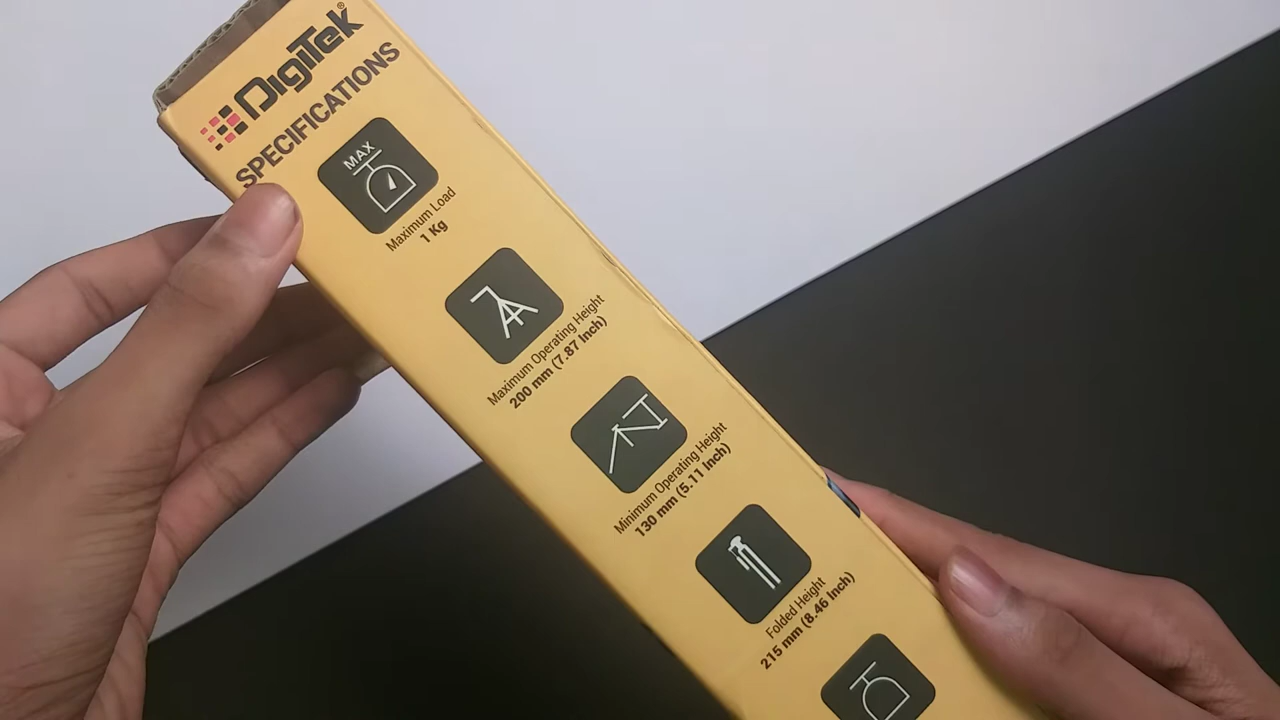 DIGITEK®
SPECIFICATIONS
MAX
Maximum Load
1 Kg
Maximum Operating Height
200 mm (7.87 Inch)
Minimum Operating Height
130 mm (5.11 Inch)
Folded Height
215 mm (8.46 Inch)